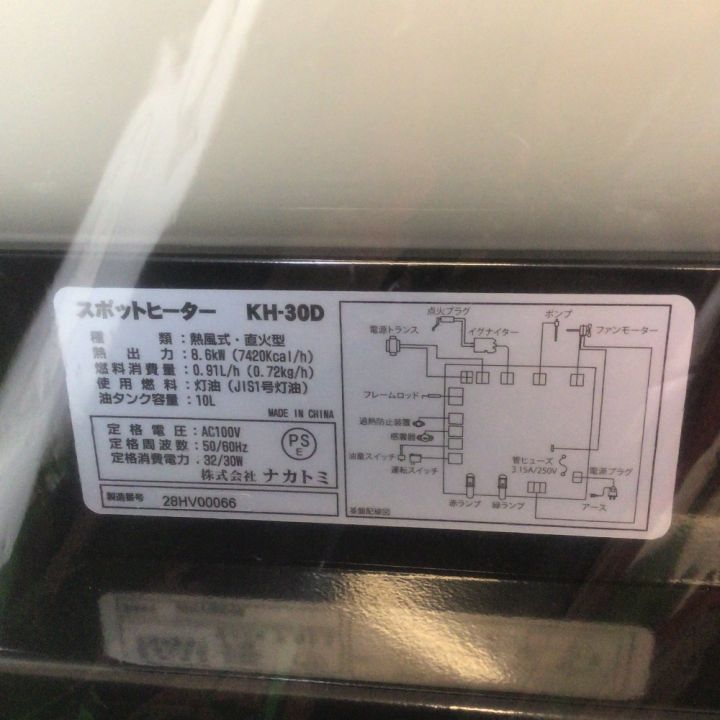 スポットヒーター KH-30D
種類：熱風式・直火型
熱出力：8.6kW (7420Kcal/h)
燃料消費量：0.91L/h (0.72kg/h)
使用燃料：灯油 (JIS1号灯油)
油タンク容量：10L
MADE IN CHINA
定格電圧：AC100V
定格周波数：50/60Hz
定格消費電力：32/30W
PS
E
株式会社 ナカトミ
製造番号 28HV00066
点火プラグ
電源トランス
イグナイター
ポンプ
ファンモーター
フレームロッド
過熱防止装置
感震器
油量スイッチ
運転スイッチ
管ヒューズ
3.15A/250V
電源プラグ
アース
赤ランプ 緑ランプ
基盤配線図